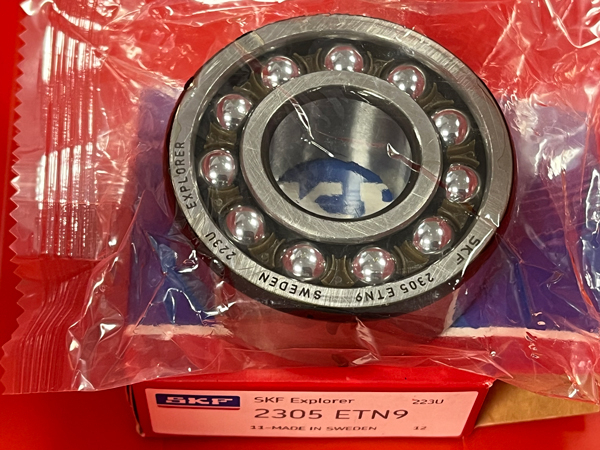 EXPLORER
223U
SWEDEN
2305 ETN9
SKF
SKF
SKF Explorer 223U
2305 ETN9
11-MADE IN SWEDEN 12